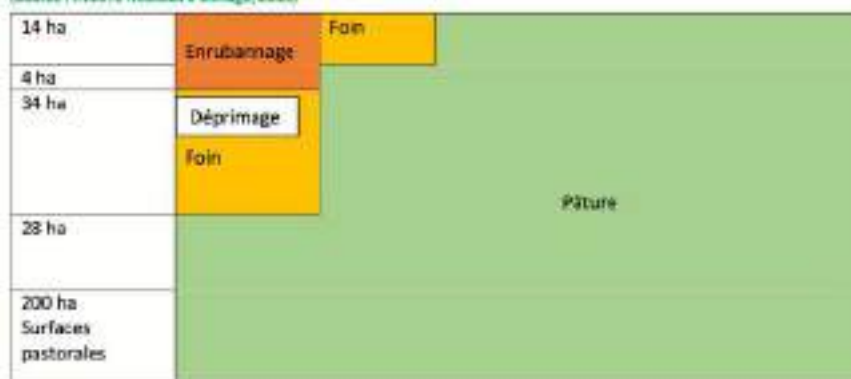 14 ha
Enrubannage
Foin
4 ha
34 ha
Déprimage
Foin
Pâture
28 ha
200 ha
Surfaces
pastorales